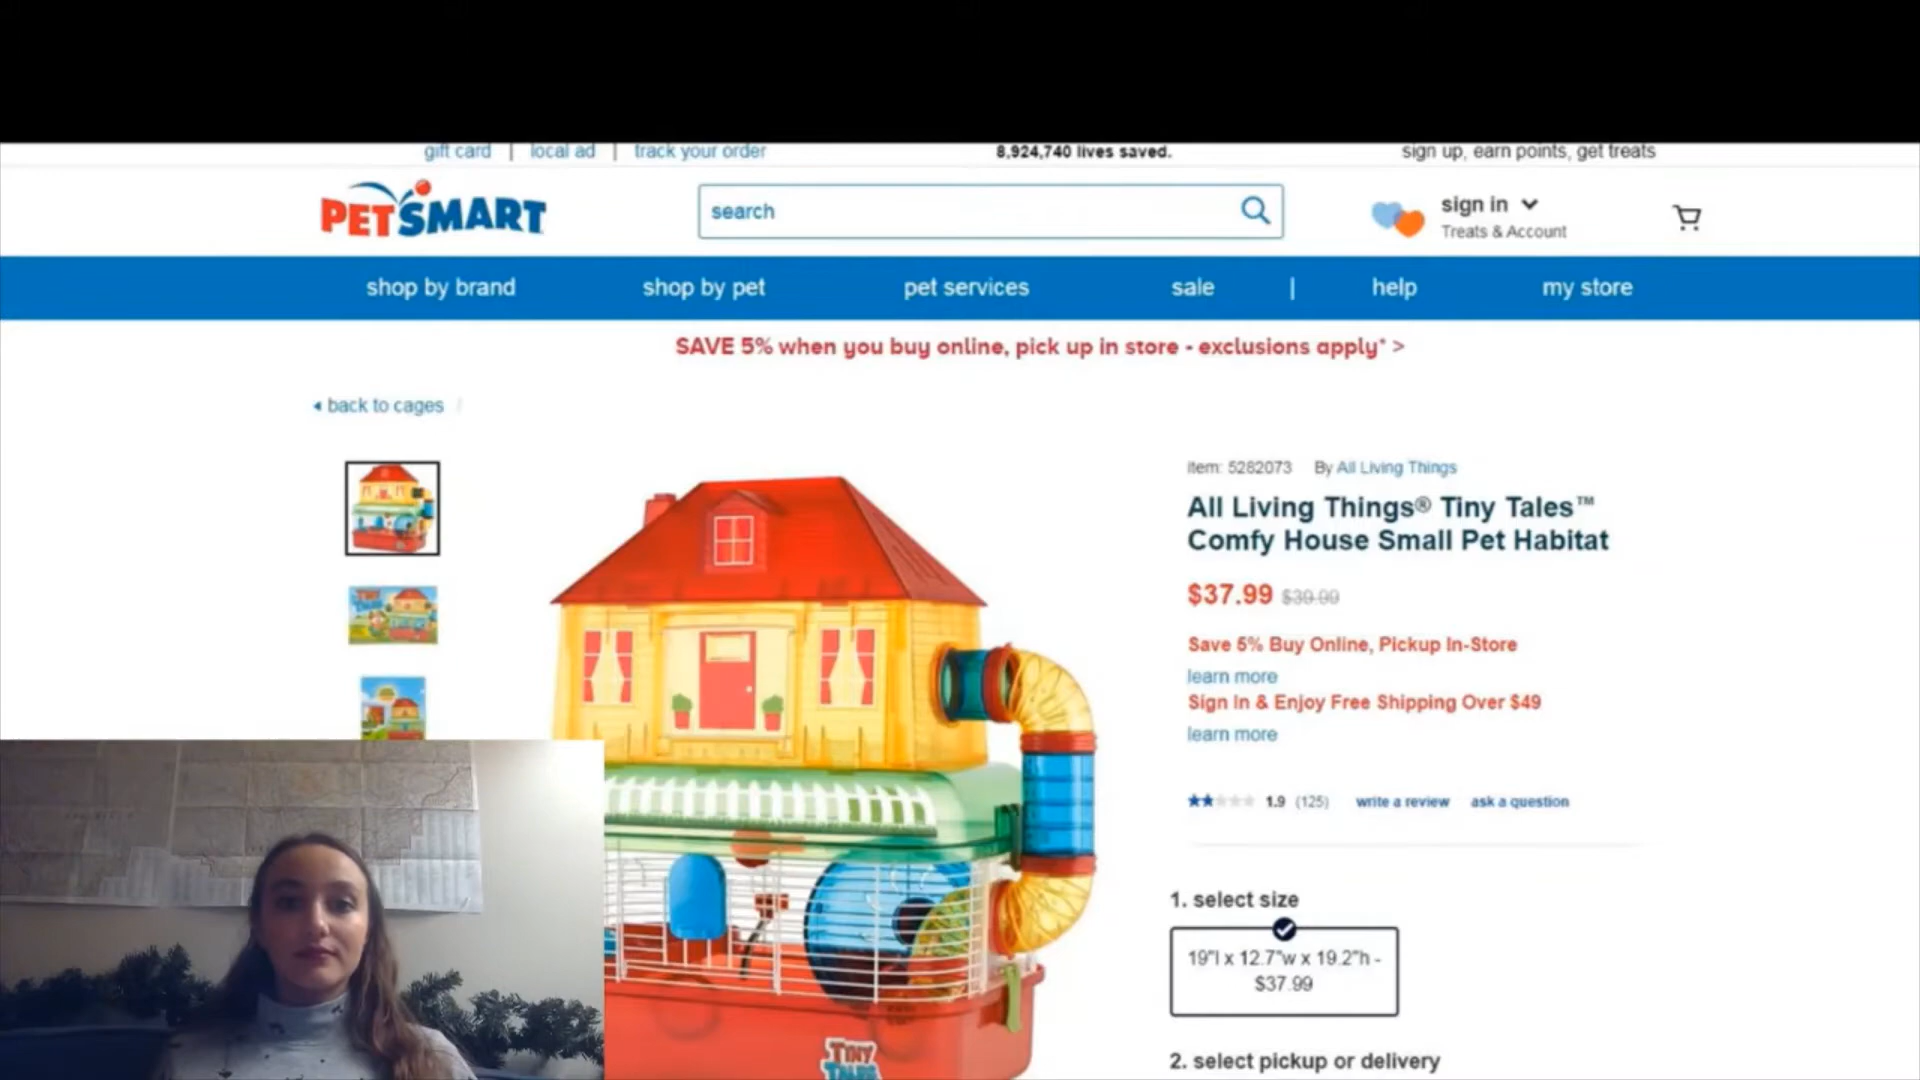 gift card | local ad | track your order
8,924,740 lives saved.
sign up, earn points, get treats
PETSMART
search
sign in
Treats & Account
shop by brand
shop by pet
pet services
sale
|
help
my store
SAVE 5% when you buy online, pick up in store - exclusions apply* >
back to cages /
Item: 5282073 By All Living Things
All Living Things® Tiny Tales™
Comfy House Small Pet Habitat
$37.99 $39.99
Save 5% Buy Online, Pickup In-Store
learn more
Sign In & Enjoy Free Shipping Over $49
learn more
1.9 (125) write a review ask a question
1. select size
19"l x 12.7"w x 19.2"h -
$37.99
2. select pickup or delivery
TINY
TALES